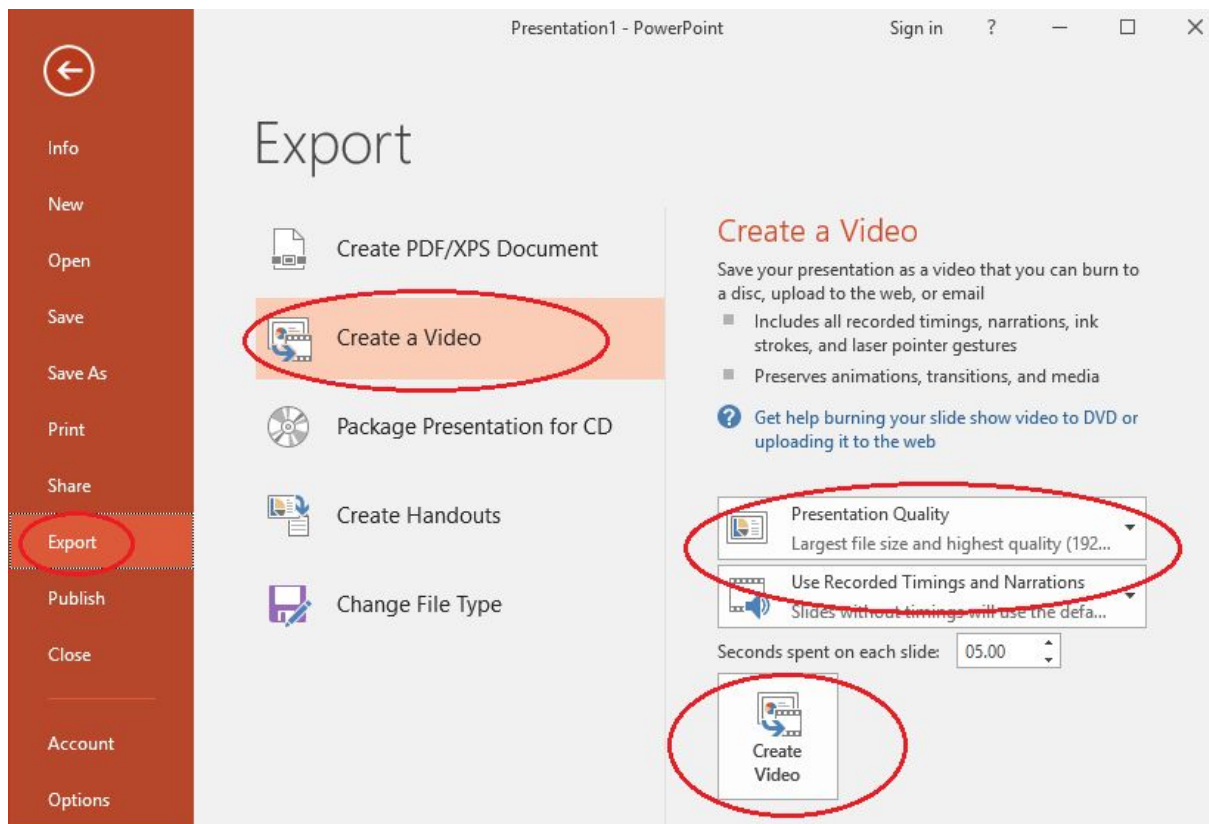 Presentation1 - PowerPoint
Sign in
?
Info
New
Open
Save
Save As
Print
Share
Export
Publish
Close
Account
Options
Export
Create PDF/XPS Document
Create a Video
Package Presentation for CD
Create Handouts
Change File Type
Create a Video
Save your presentation as a video that you can burn to
a disc, upload to the web, or email
Includes all recorded timings, narrations, ink
strokes, and laser pointer gestures
Preserves animations, transitions, and media
Get help burning your slide show video to DVD or
uploading it to the web
Presentation Quality
Largest file size and highest quality (192...
Use Recorded Timings and Narrations
Slides without timings will use the defa...
Seconds spent on each slide: 05.00
Create
Video